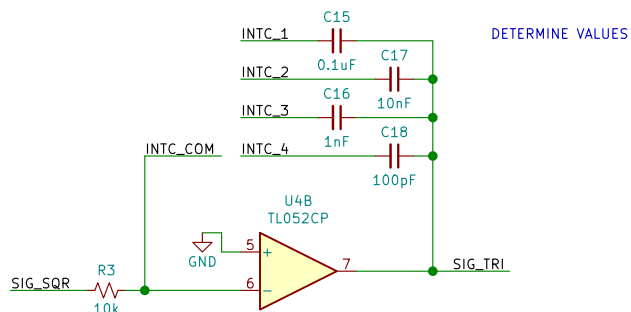 C15
INTC_1
DETERMINE VALUES
0.1uF
C17
INTC_2
10nF
C16
INTC_3
1nF
C18
INTC_COM
INTC_4
100pF
U4B
TL052CP
5
+
GND
7
SIG_TRI
R3
SIG_SQR
6
-
10k